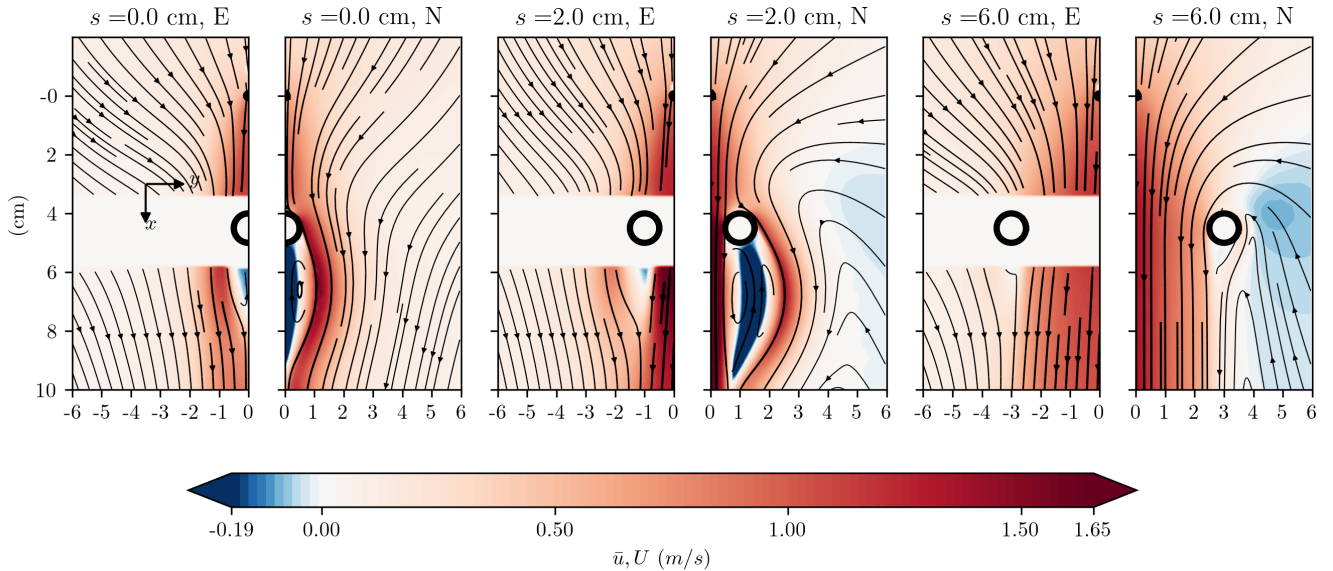 s =0.0 cm, E s =0.0 cm, N s =2.0 cm, E s =2.0 cm, N s =6.0 cm, E s =6.0 cm, N
-0
2
y
x
4
(cm)
6
8
10
-6 -5 -4 -3 -2 -1 0 0 1 2 3 4 5 6 -6 -5 -4 -3 -2 -1 0 0 1 2 3 4 5 6 -6 -5 -4 -3 -2 -1 0 0 1 2 3 4 5 6
-0.19 0.00 0.50 1.00 1.50 1.65
ū, U (m/s)